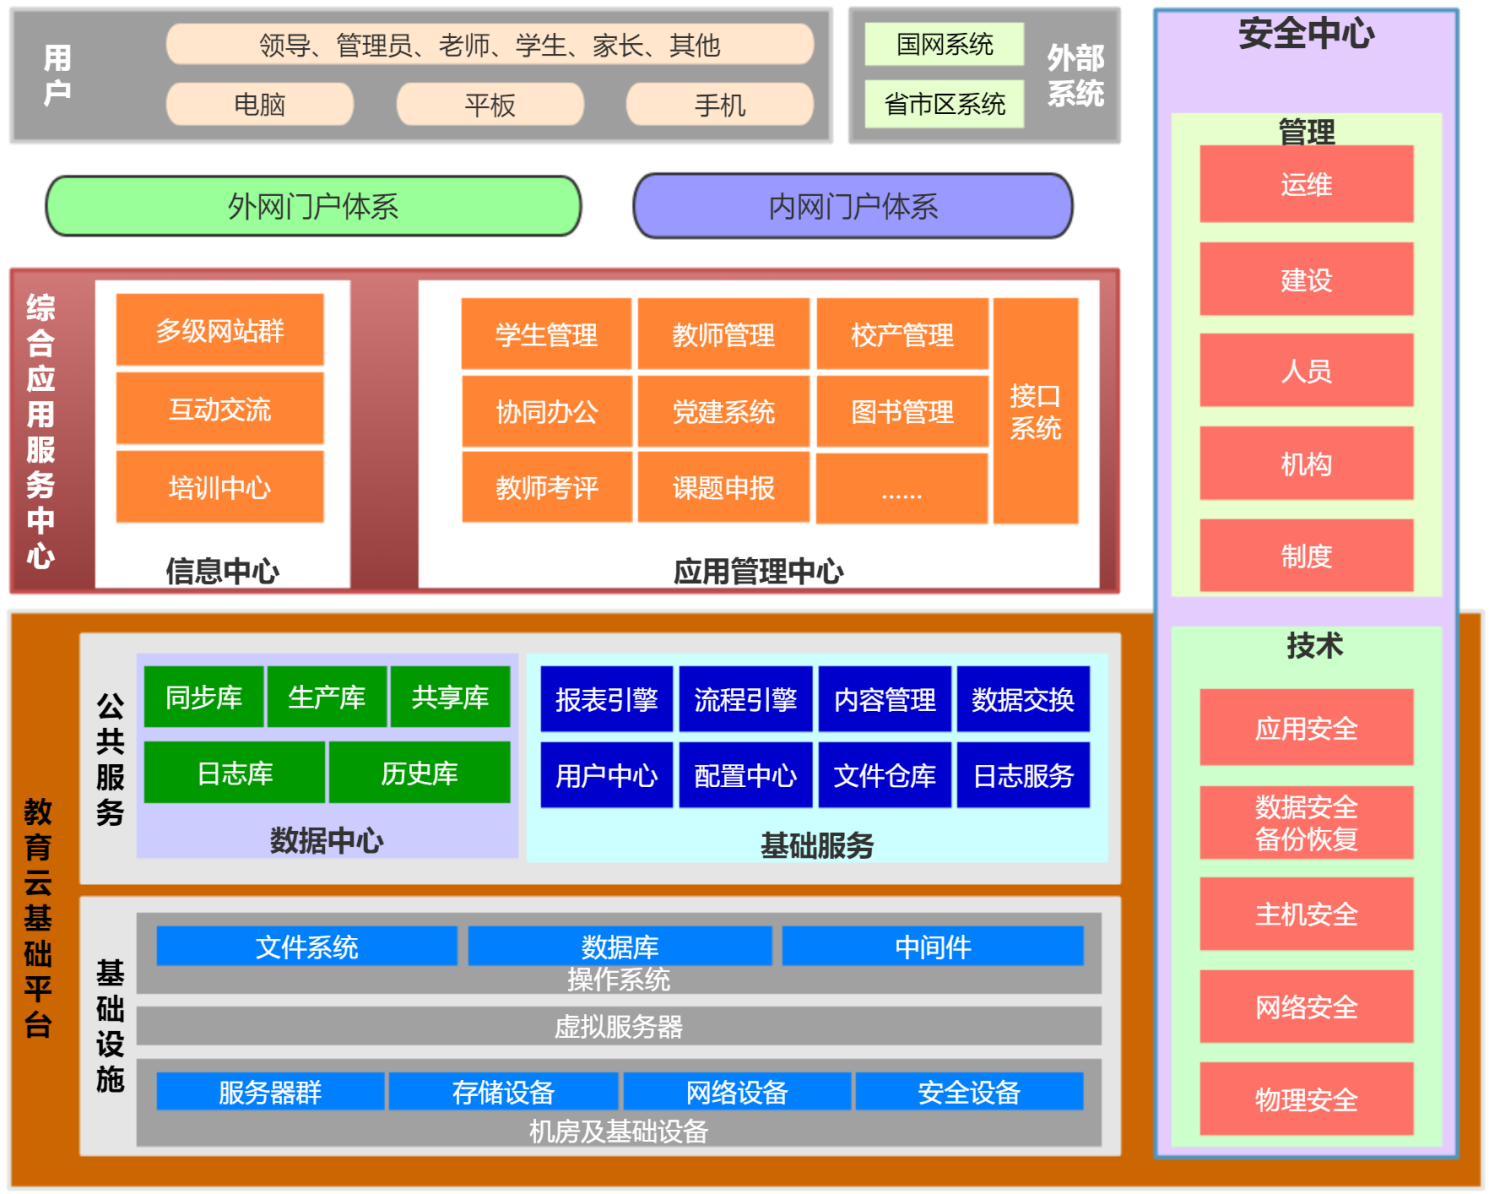 用户
领导、管理员、老师、学生、家长、其他
电脑
平板
手机
国网系统
省市区系统
外部
系统
外网门户体系
内网门户体系
综合应用服务中心
多级网站群
互动交流
培训中心
信息中心
学生管理
教师管理
校产管理
协同办公
党建系统
图书管理
教师考评
课题申报
......
接口
系统
应用管理中心
教育云基础平台
公共服务
同步库
生产库
共享库
日志库
历史库
数据中心
报表引擎
流程引擎
内容管理
数据交换
用户中心
配置中心
文件仓库
日志服务
基础服务
基础设施
文件系统
数据库
中间件
操作系统
虚拟服务器
服务器群
存储设备
网络设备
安全设备
机房及基础设备
安全中心
管理
运维
建设
人员
机构
制度
技术
应用安全
数据安全
备份恢复
主机安全
网络安全
物理安全